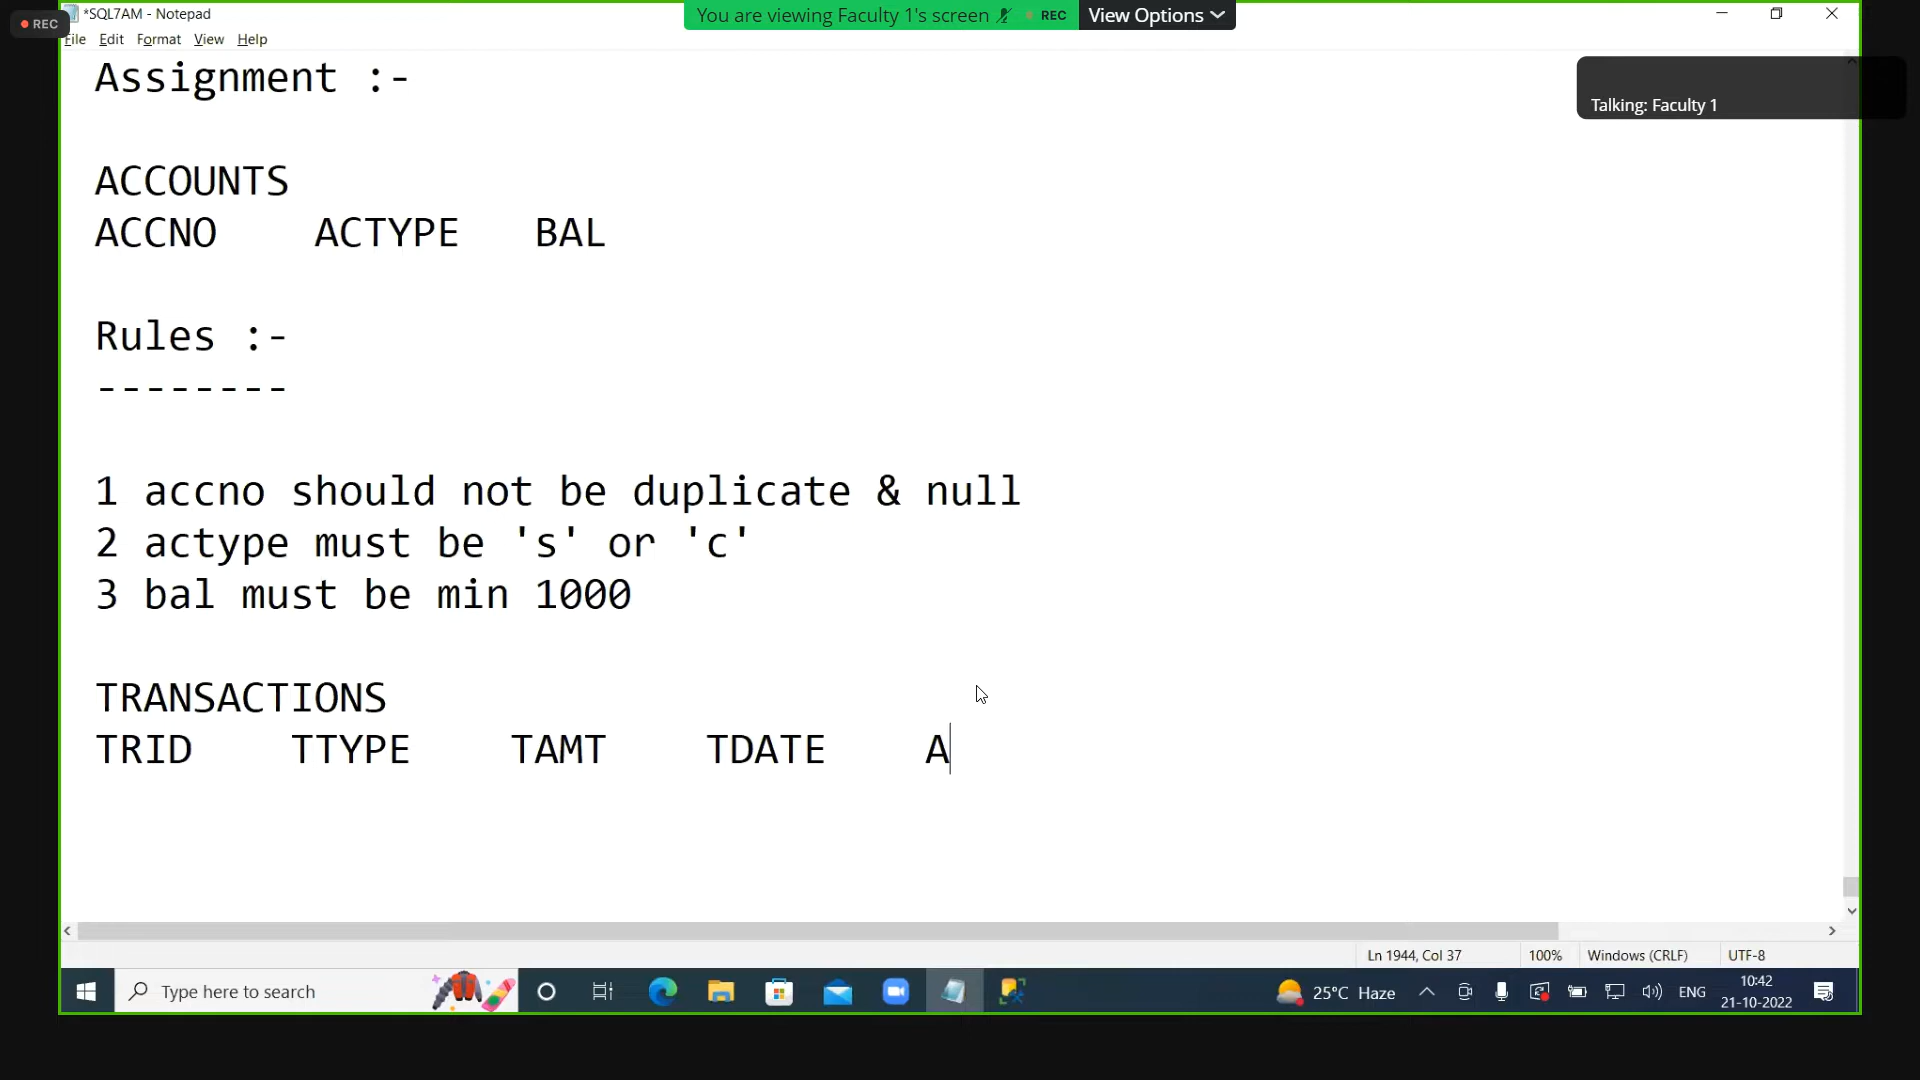 REC
*SQL7AM - Notepad
You are viewing Faculty 1's screen REC View Options
File Edit Format View Help
Talking: Faculty 1
Assignment :-
ACCOUNTS
ACCNO ACTYPE BAL
Rules :-
--------
1 accno should not be duplicate & null
2 actype must be 's' or 'c'
3 bal must be min 1000
TRANSACTIONS
TRID TTYPE TAMT TDATE A
Ln 1944, Col 37 100% Windows (CRLF) UTF-8
Type here to search
25°C Haze ENG
10:42
21-10-2022